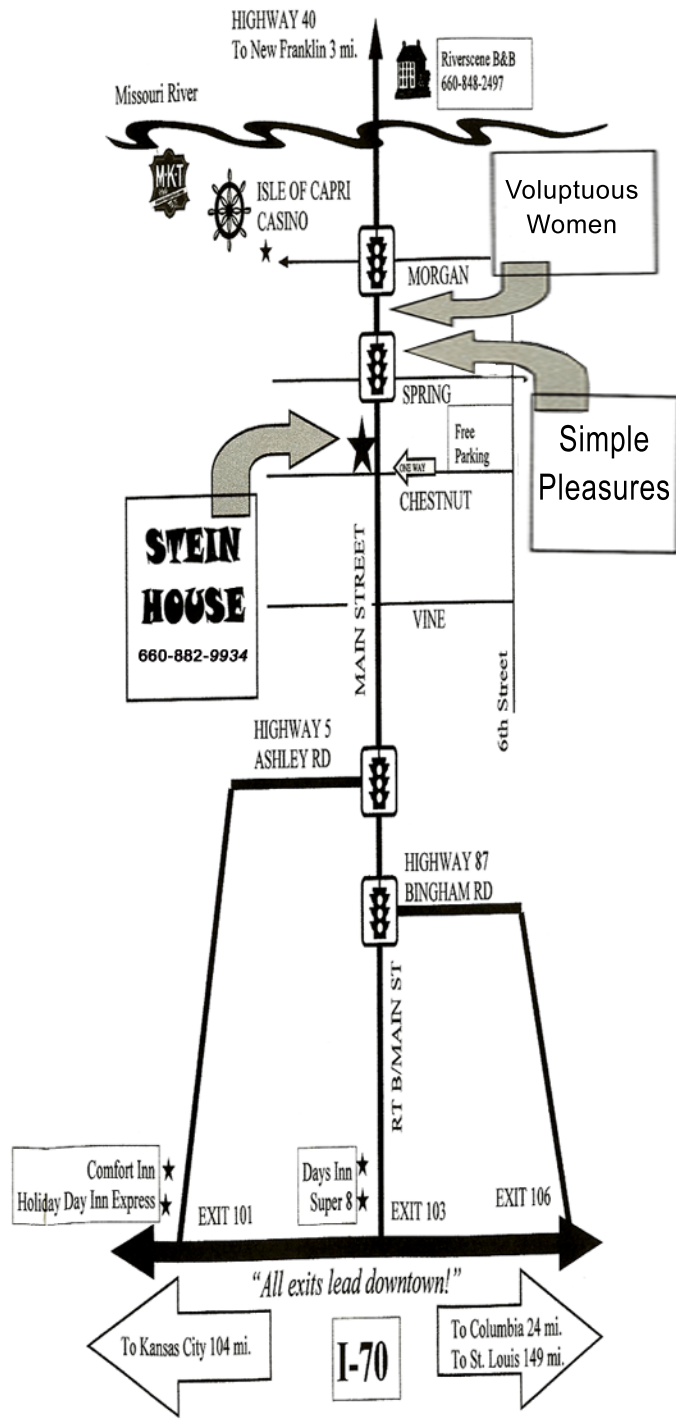 HIGHWAY 40
To New Franklin 3 mi.
Riverscene B&B
660-848-2497
Missouri River
M-K-T
ISLE OF CAPRI
CASINO
Voluptuous
Women
MORGAN
SPRING
Free
Parking
Simple
Pleasures
ONE WAY
CHESTNUT
STEIN
HOUSE
660-882-9934
MAIN STREET
VINE
6th Street
HIGHWAY 5
ASHLEY RD
HIGHWAY 87
BINGHAM RD
RT B/MAIN ST
Comfort Inn
Holiday Day Inn Express
Days Inn
Super 8
EXIT 101
EXIT 103
EXIT 106
“All exits lead downtown!”
To Kansas City 104 mi.
I-70
To Columbia 24 mi.
To St. Louis 149 mi.